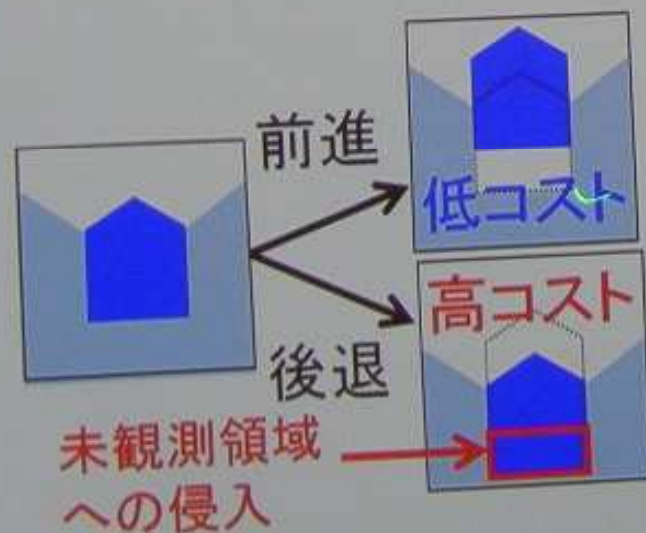 前進
低コスト
高コスト
後退
未観測領域
への侵入